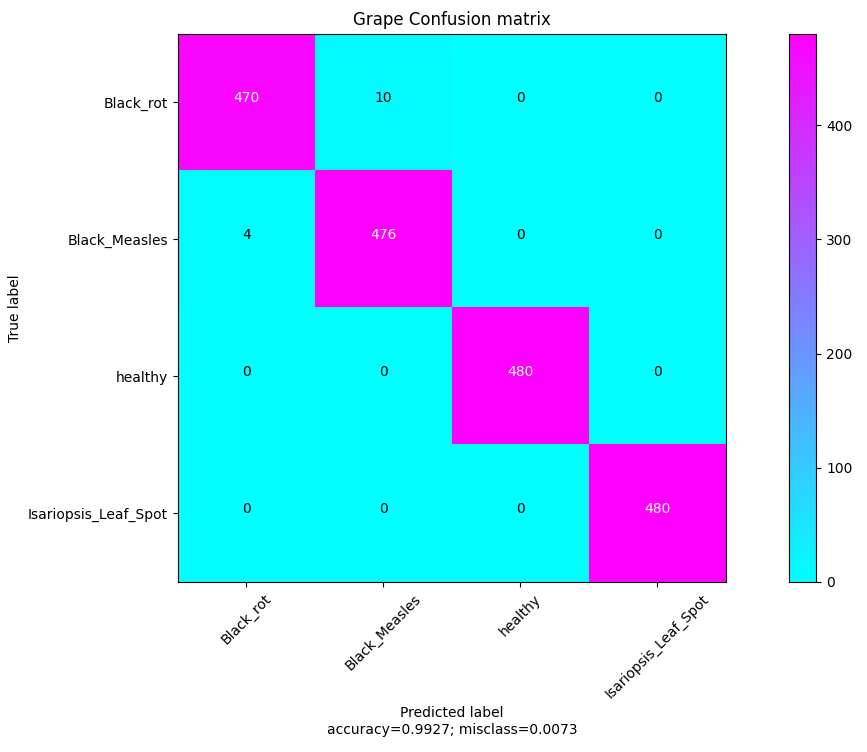 Grape Confusion matrix
True label
Black_rot
470 10 0 0
Black_Measles
4 476 0 0
healthy
0 0 480 0
Isariopsis_Leaf_Spot
0 0 0 480
Black_rot
Black_Measles
healthy
Isariopsis_Leaf_Spot
Predicted label
accuracy=0.9927; misclass=0.0073
400
300
200
100
0